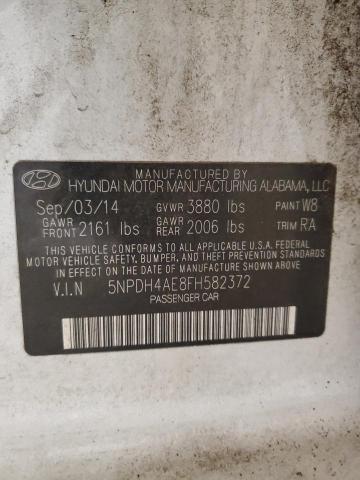 MANUFACTURED BY
HYUNDAI MOTOR MANUFACTURING ALABAMA, LLC
Sep/03/14 GVWR 3880 lbs PAINT W8
GAWR FRONT 2161 lbs GAWR REAR 2006 lbs TRIM RA
THIS VEHICLE CONFORMS TO ALL APPLICABLE U.S.A. FEDERAL
MOTOR VEHICLE SAFETY, BUMPER, AND THEFT PREVENTION
STANDARDS IN EFFECT ON THE DATE OF MANUFACTURE SHOWN ABOVE.
V.I.N 5NPDH4AE8FH582372
PASSENGER CAR